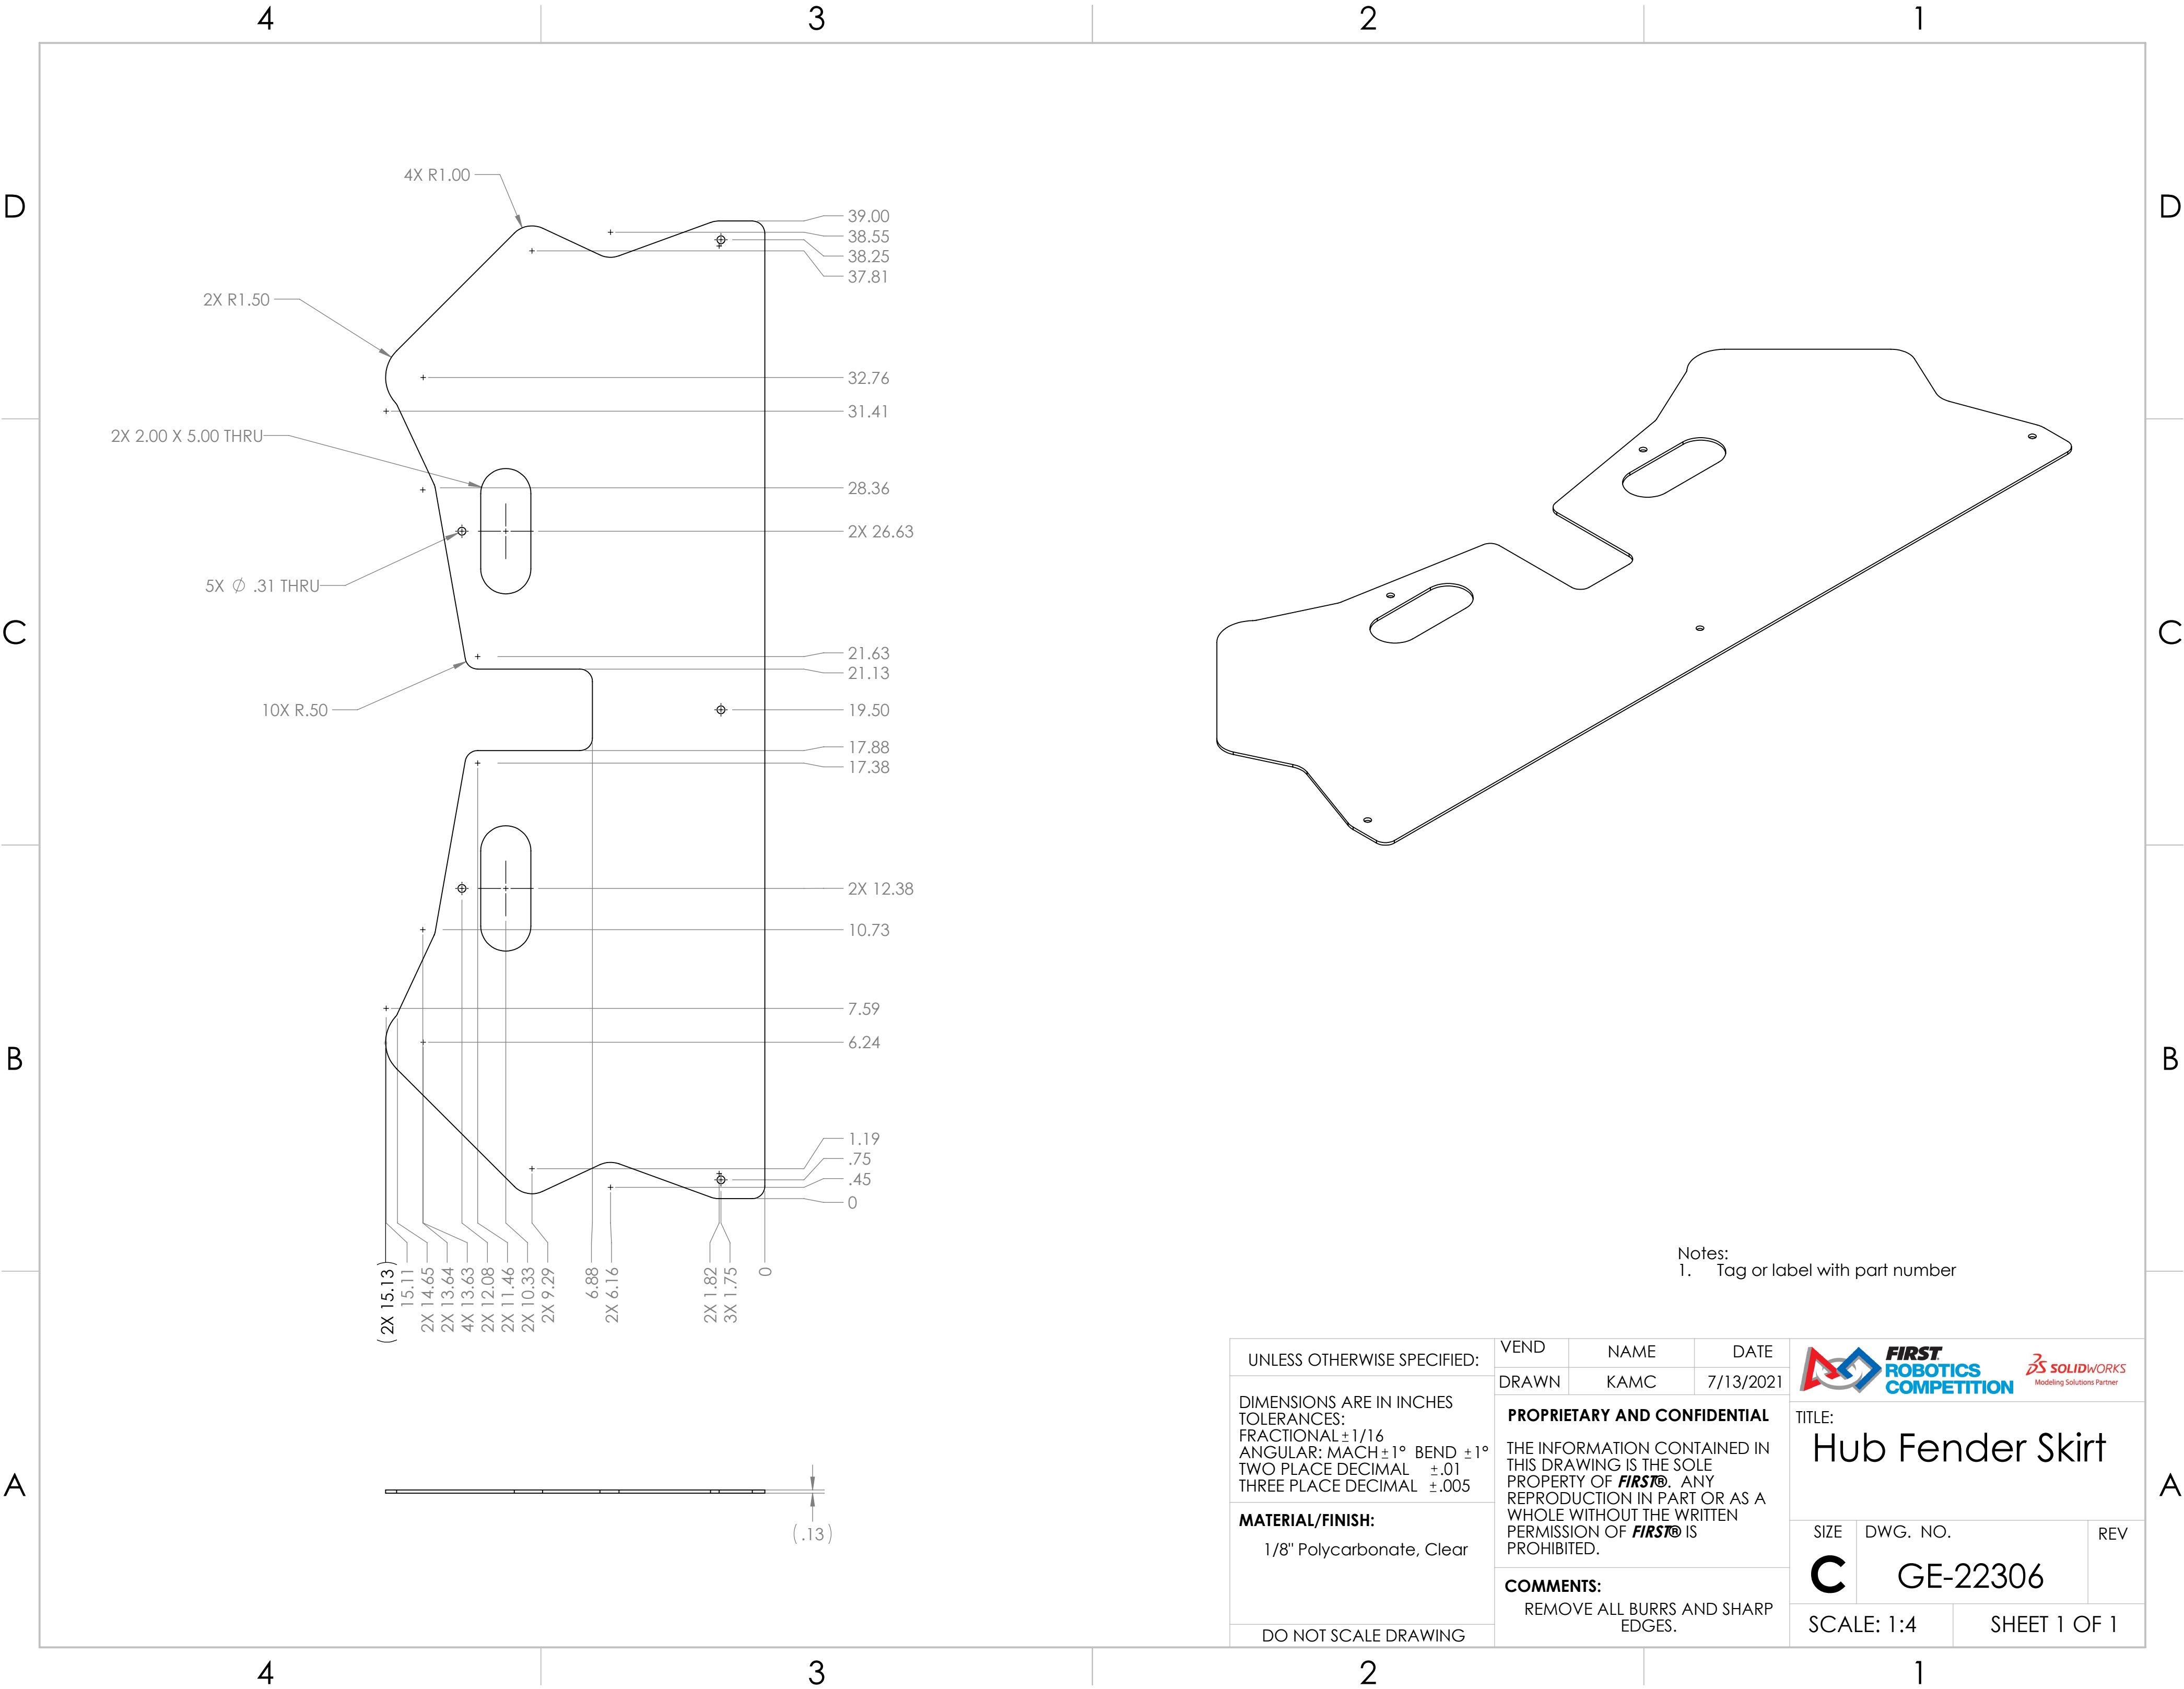 4
3
2
1
D
D
C
C
B
B
A
A
4X R1.00
2X R1.50
2X 2.00 X 5.00 THRU
5X ∅ .31 THRU
10X R.50
39.00
38.55
38.25
37.81
32.76
31.41
28.36
2X 26.63
21.63
21.13
19.50
17.88
17.38
2X 12.38
10.73
7.59
6.24
1.19
.75
.45
0
(2X 15.13)
15.11
2X 14.65
2X 13.64
4X 13.63
2X 12.08
2X 11.46
2X 10.33
2X 9.29
6.88
2X 6.16
2X 1.82
3X 1.75
0
(.13)
Notes:
1. Tag or label with part number
UNLESS OTHERWISE SPECIFIED:
DIMENSIONS ARE IN INCHES
TOLERANCES:
FRACTIONAL±1/16
ANGULAR: MACH±1° BEND ±1°
TWO PLACE DECIMAL ±.01
THREE PLACE DECIMAL ±.005
MATERIAL/FINISH:
1/8" Polycarbonate, Clear
DO NOT SCALE DRAWING
VEND NAME DATE
DRAWN KAMC 7/13/2021
PROPRIETARY AND CONFIDENTIAL
THE INFORMATION CONTAINED IN
THIS DRAWING IS THE SOLE
PROPERTY OF FIRST®. ANY
REPRODUCTION IN PART OR AS A
WHOLE WITHOUT THE WRITTEN
PERMISSION OF FIRST® IS
PROHIBITED.
COMMENTS:
REMOVE ALL BURRS AND SHARP
EDGES.
FIRST
ROBOTICS
COMPETITION
SOLIDWORKS
Modeling Solutions Partner
TITLE:
Hub Fender Skirt
SIZE DWG. NO. REV
C GE-22306
SCALE: 1:4 SHEET 1 OF 1
4
3
2
1